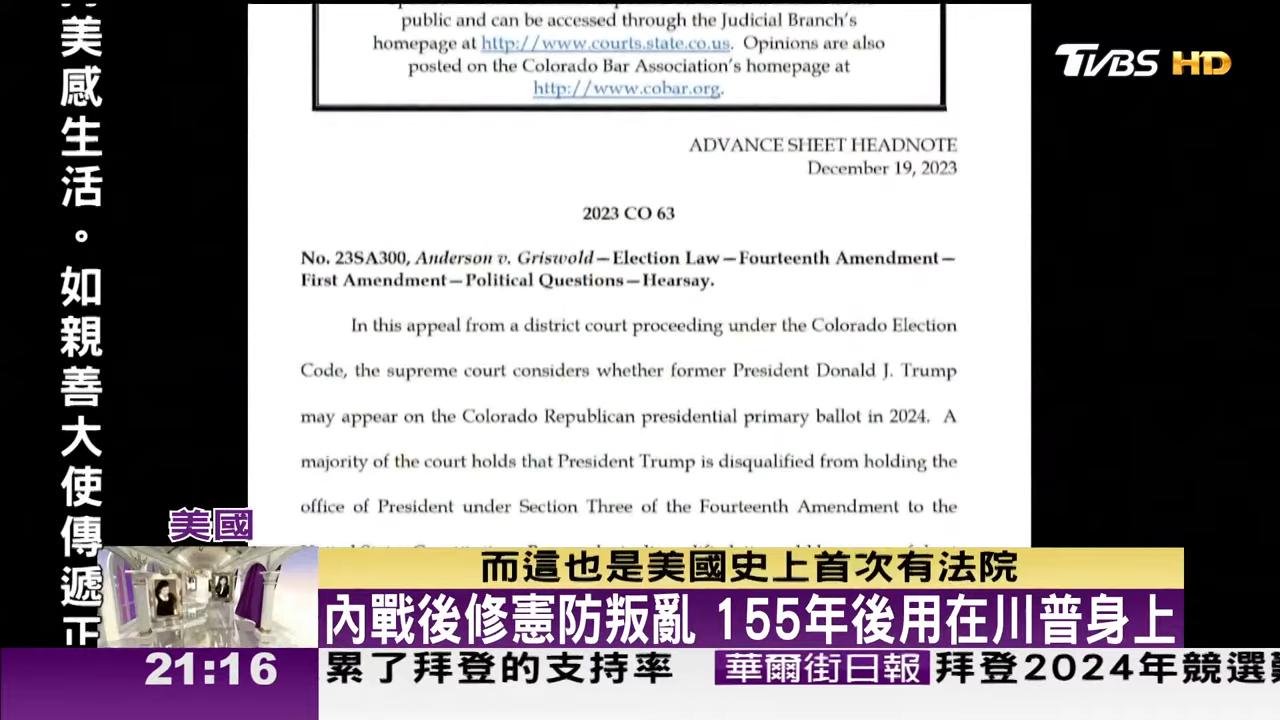 public and can be accessed through the Judicial Branch's
homepage at http://www.courts.state.co.us. Opinions are also
posted on the Colorado Bar Association's homepage at
http://www.cobar.org.
TVBS HD
ADVANCE SHEET HEADNOTE
December 19, 2023
2023 CO 63
No. 23SA300, Anderson v. Griswold—Election Law—Fourteenth Amendment—
First Amendment—Political Questions—Hearsay.
In this appeal from a district court proceeding under the Colorado Election
Code, the supreme court considers whether former President Donald J. Trump
may appear on the Colorado Republican presidential primary ballot in 2024. A
majority of the court holds that President Trump is disqualified from holding the
office of President under Section Three of the Fourteenth Amendment to the
美感生活。如親善大使傳遞正
美國
而這也是美國史上首次有法院
內戰後修憲防叛亂 155年後用在川普身上
21:16
累了拜登的支持率 華爾街日報 拜登2024年競選